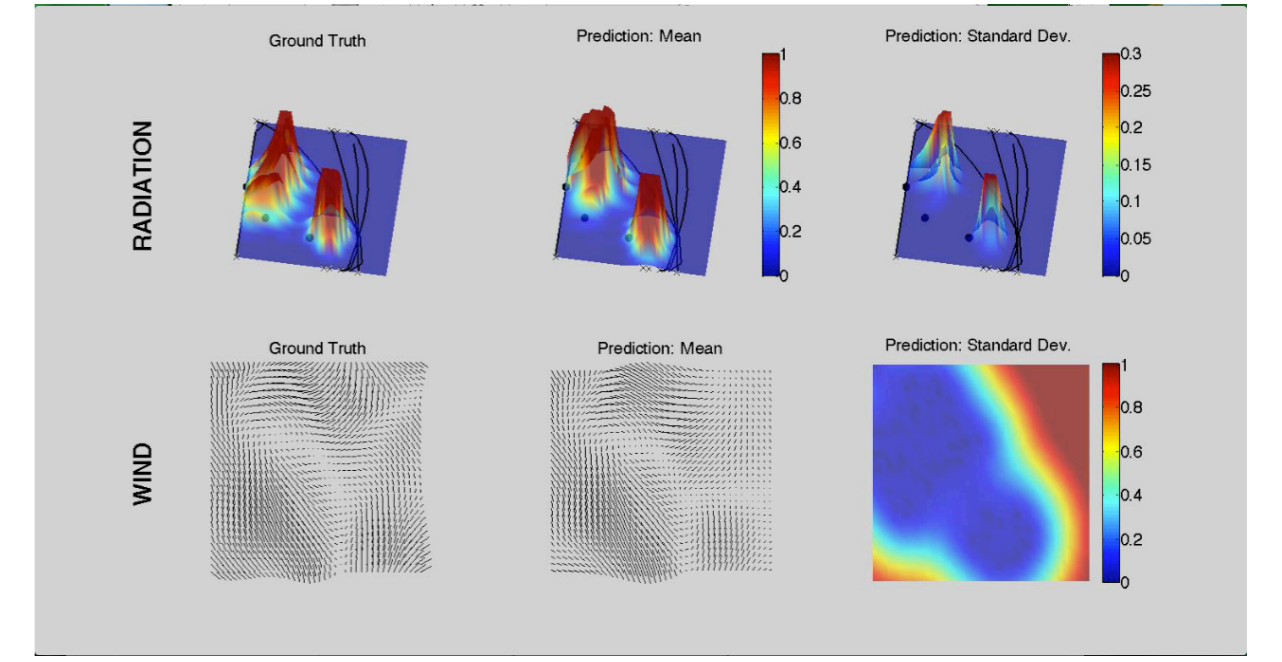 Ground Truth
Prediction: Mean
Prediction: Standard Dev.
RADIATION
1
0.8
0.6
0.4
0.2
0
0.3
0.25
0.2
0.15
0.1
0.05
0
Ground Truth
Prediction: Mean
Prediction: Standard Dev.
WIND
1
0.8
0.6
0.4
0.2
0